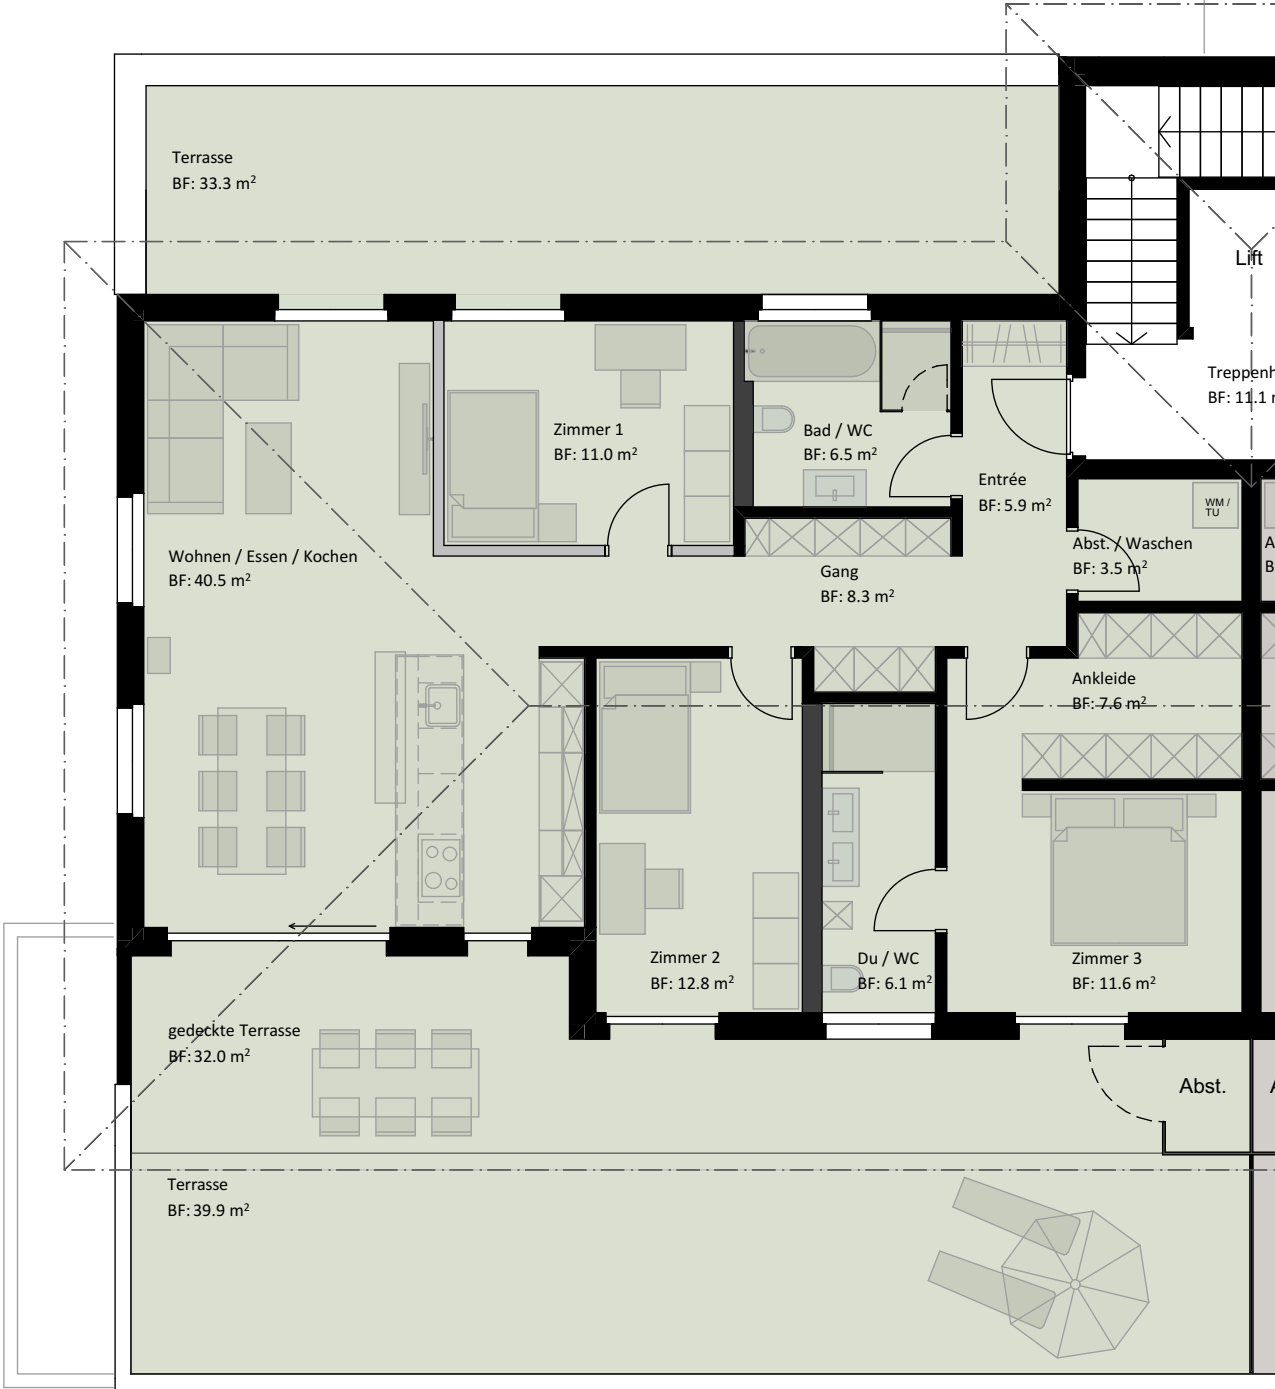 Terrasse
BF: 33.3 m²
Lift
Treppenh
BF: 11.1 m
Zimmer 1
BF: 11.0 m²
Bad / WC
BF: 6.5 m²
Entrée
BF: 5.9 m²
WM /
TU
Abst. / Waschen
BF: 3.5 m²
A
B
Wohnen / Essen / Kochen
BF: 40.5 m²
Gang
BF: 8.3 m²
Ankleide
BF: 7.6 m²
Zimmer 2
BF: 12.8 m²
Du / WC
BF: 6.1 m²
Zimmer 3
BF: 11.6 m²
gedeckte Terrasse
BF: 32.0 m²
Abst.
A
Terrasse
BF: 39.9 m²